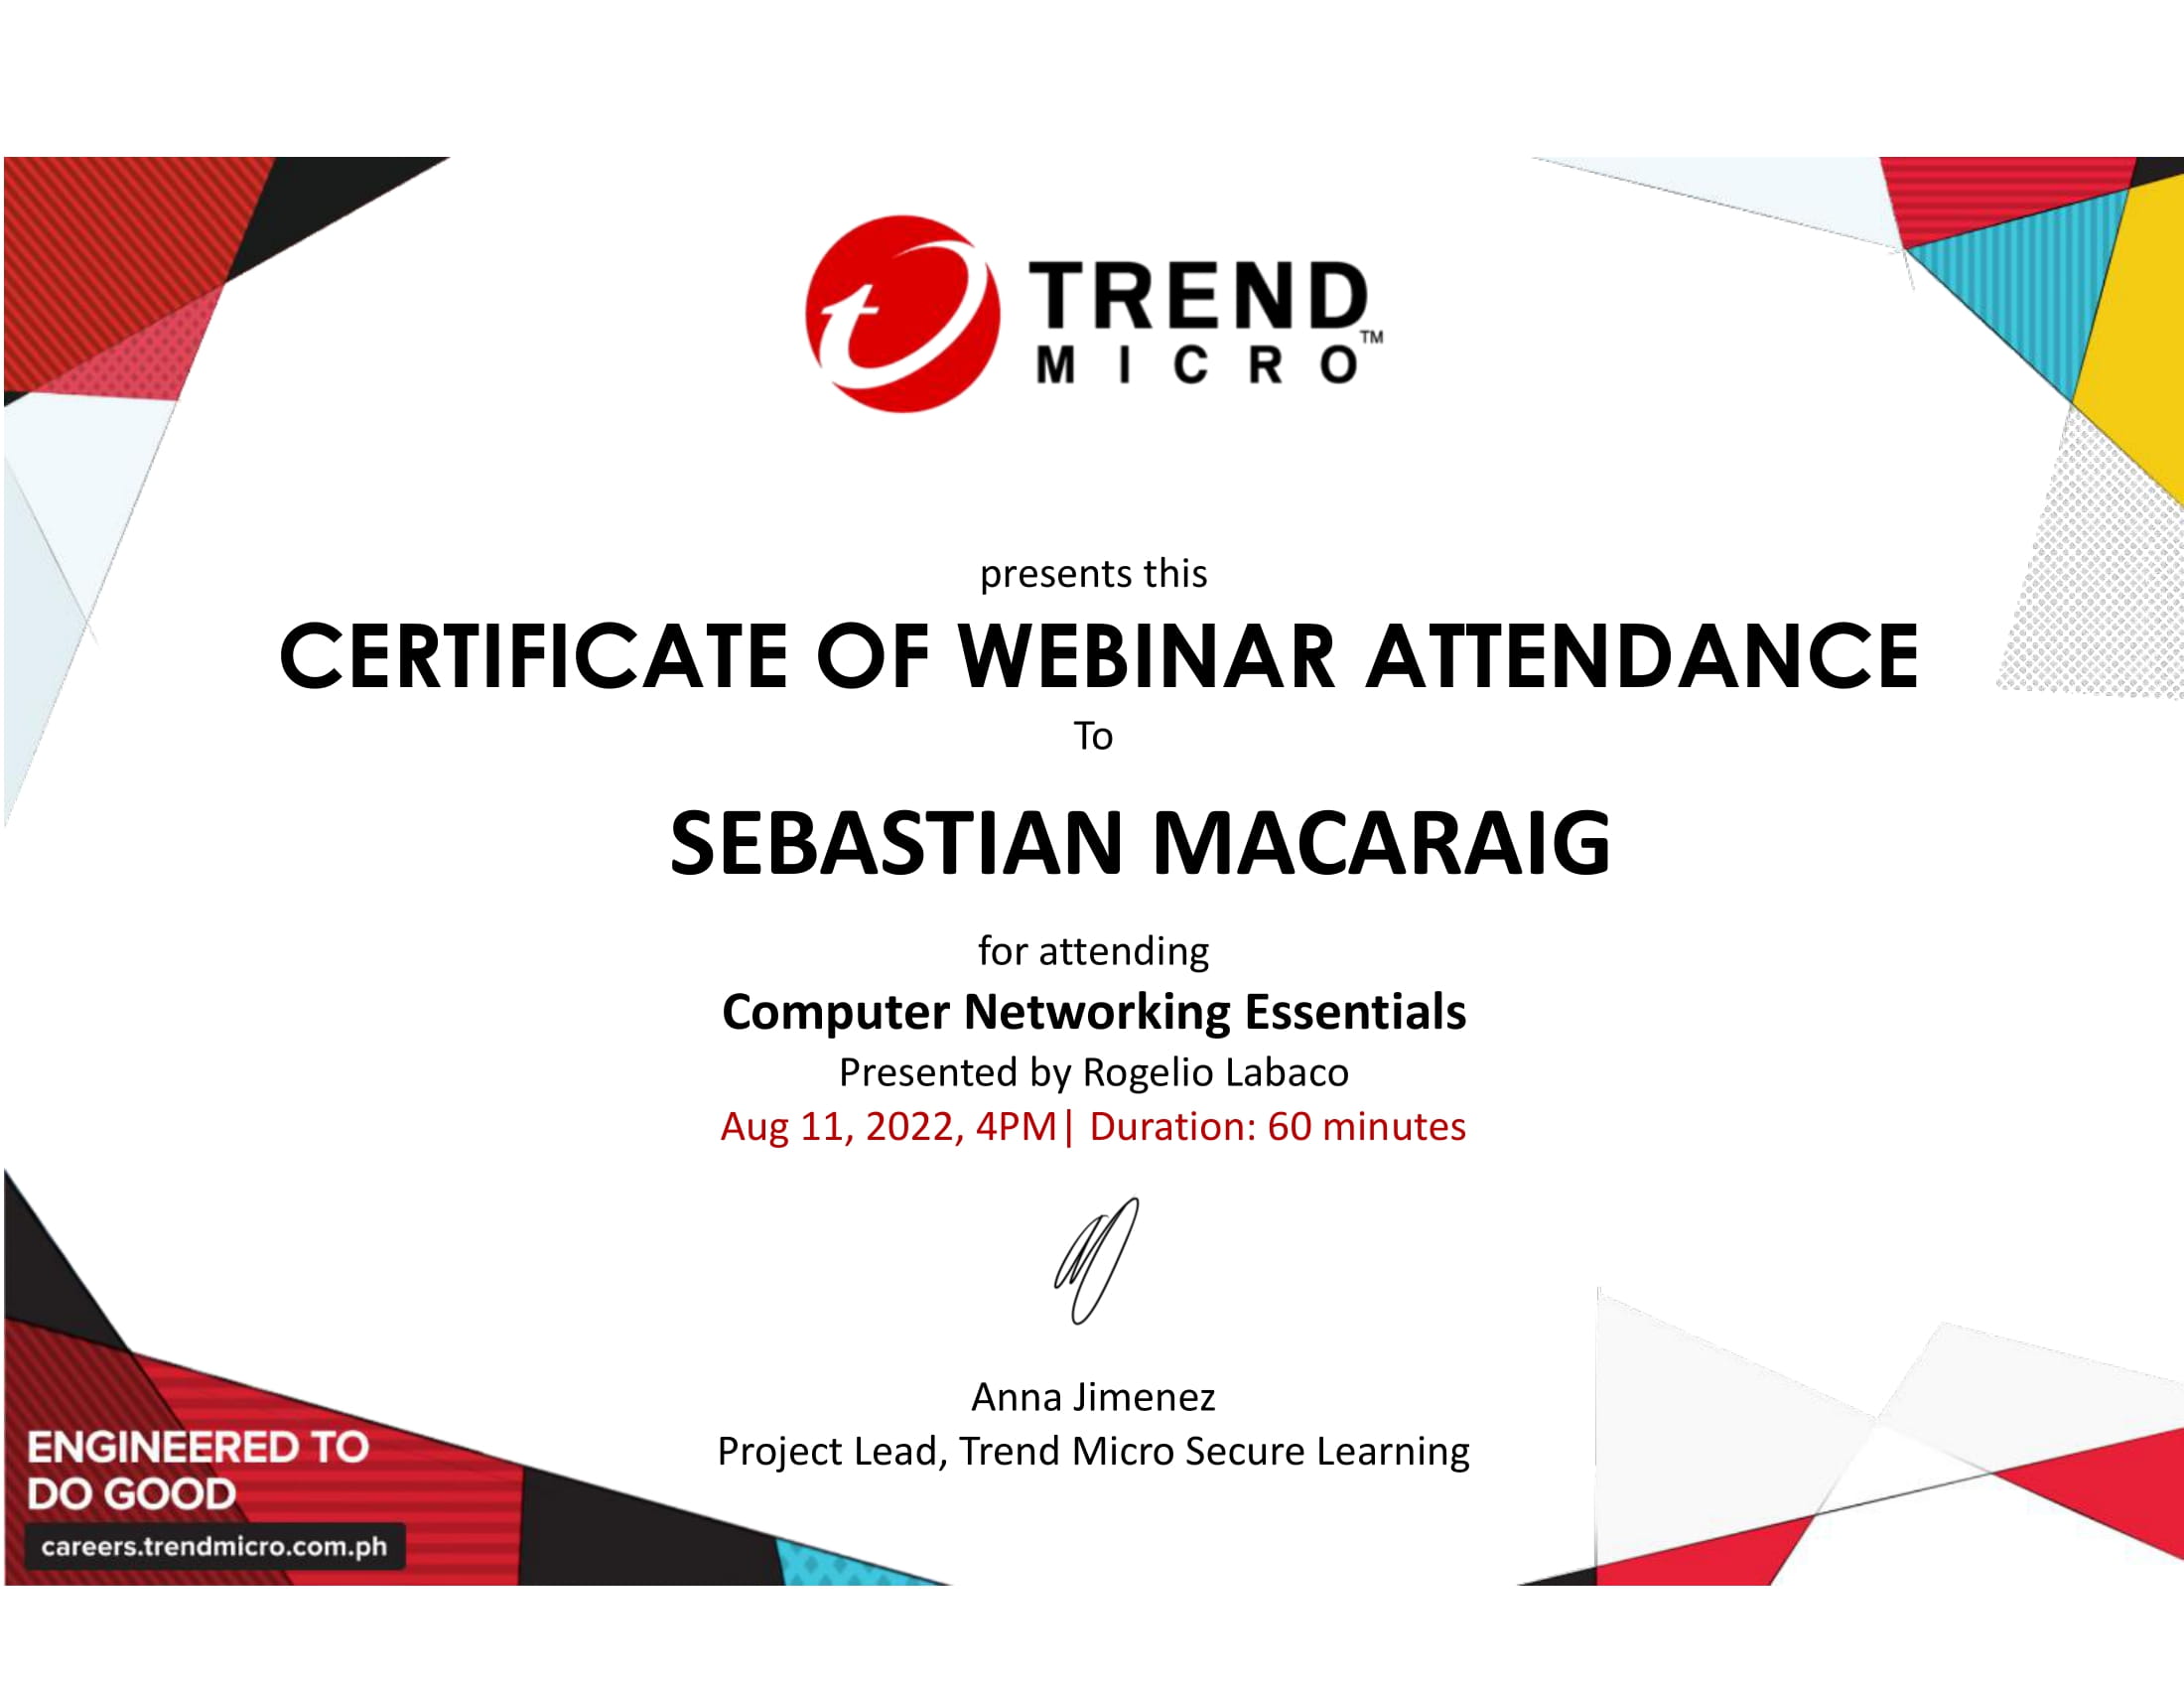 TREND
MICRO™
presents this
CERTIFICATE OF WEBINAR ATTENDANCE
To
SEBASTIAN MACARAIG
for attending
Computer Networking Essentials
Presented by Rogelio Labaco
Aug 11, 2022, 4PM| Duration: 60 minutes
Anna Jimenez
Project Lead, Trend Micro Secure Learning
ENGINEERED TO
DO GOOD
careers.trendmicro.com.ph